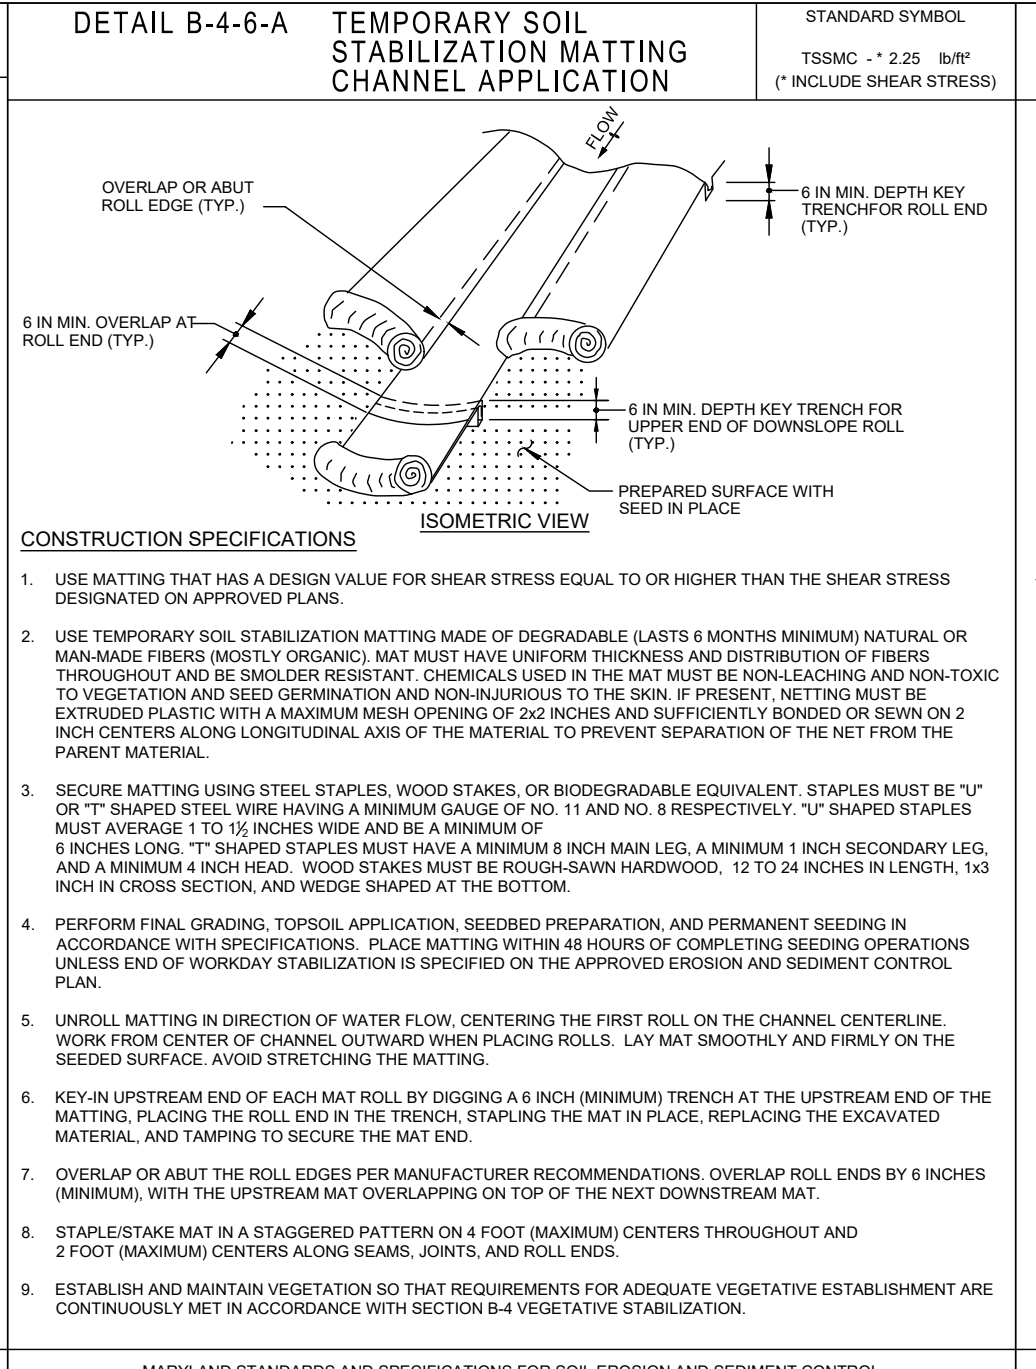 DETAIL B-4-6-A
TEMPORARY SOIL
STABILIZATION MATTING
CHANNEL APPLICATION
STANDARD SYMBOL
TSSMC - * 2.25 lb/ft²
(* INCLUDE SHEAR STRESS)
FLOW
OVERLAP OR ABUT
ROLL EDGE (TYP.)
6 IN MIN. DEPTH KEY
TRENCHFOR ROLL END
(TYP.)
6 IN MIN. OVERLAP AT
ROLL END (TYP.)
6 IN MIN. DEPTH KEY TRENCH FOR
UPPER END OF DOWNSLOPE ROLL
(TYP.)
PREPARED SURFACE WITH
SEED IN PLACE
ISOMETRIC VIEW
CONSTRUCTION SPECIFICATIONS
1. USE MATTING THAT HAS A DESIGN VALUE FOR SHEAR STRESS EQUAL TO OR HIGHER THAN THE SHEAR STRESS
DESIGNATED ON APPROVED PLANS.
2. USE TEMPORARY SOIL STABILIZATION MATTING MADE OF DEGRADABLE (LASTS 6 MONTHS MINIMUM) NATURAL OR
MAN-MADE FIBERS (MOSTLY ORGANIC). MAT MUST HAVE UNIFORM THICKNESS AND DISTRIBUTION OF FIBERS
THROUGHOUT AND BE SMOLDER RESISTANT. CHEMICALS USED IN THE MAT MUST BE NON-LEACHING AND NON-TOXIC
TO VEGETATION AND SEED GERMINATION AND NON-INJURIOUS TO THE SKIN. IF PRESENT, NETTING MUST BE
EXTRUDED PLASTIC WITH A MAXIMUM MESH OPENING OF 2x2 INCHES AND SUFFICIENTLY BONDED OR SEWN ON 2
INCH CENTERS ALONG LONGITUDINAL AXIS OF THE MATERIAL TO PREVENT SEPARATION OF THE NET FROM THE
PARENT MATERIAL.
3. SECURE MATTING USING STEEL STAPLES, WOOD STAKES, OR BIODEGRADABLE EQUIVALENT. STAPLES MUST BE "U"
OR "T" SHAPED STEEL WIRE HAVING A MINIMUM GAUGE OF NO. 11 AND NO. 8 RESPECTIVELY. "U" SHAPED STAPLES
MUST AVERAGE 1 TO 1½ INCHES WIDE AND BE A MINIMUM OF
6 INCHES LONG. "T" SHAPED STAPLES MUST HAVE A MINIMUM 8 INCH MAIN LEG, A MINIMUM 1 INCH SECONDARY LEG,
AND A MINIMUM 4 INCH HEAD. WOOD STAKES MUST BE ROUGH-SAWN HARDWOOD, 12 TO 24 INCHES IN LENGTH, 1x3
INCH IN CROSS SECTION, AND WEDGE SHAPED AT THE BOTTOM.
4. PERFORM FINAL GRADING, TOPSOIL APPLICATION, SEEDBED PREPARATION, AND PERMANENT SEEDING IN
ACCORDANCE WITH SPECIFICATIONS. PLACE MATTING WITHIN 48 HOURS OF COMPLETING SEEDING OPERATIONS
UNLESS END OF WORKDAY STABILIZATION IS SPECIFIED ON THE APPROVED EROSION AND SEDIMENT CONTROL
PLAN.
5. UNROLL MATTING IN DIRECTION OF WATER FLOW, CENTERING THE FIRST ROLL ON THE CHANNEL CENTERLINE.
WORK FROM CENTER OF CHANNEL OUTWARD WHEN PLACING ROLLS. LAY MAT SMOOTHLY AND FIRMLY ON THE
SEEDED SURFACE. AVOID STRETCHING THE MATTING.
6. KEY-IN UPSTREAM END OF EACH MAT ROLL BY DIGGING A 6 INCH (MINIMUM) TRENCH AT THE UPSTREAM END OF THE
MATTING, PLACING THE ROLL END IN THE TRENCH, STAPLING THE MAT IN PLACE, REPLACING THE EXCAVATED
MATERIAL, AND TAMPING TO SECURE THE MAT END.
7. OVERLAP OR ABUT THE ROLL EDGES PER MANUFACTURER RECOMMENDATIONS. OVERLAP ROLL ENDS BY 6 INCHES
(MINIMUM), WITH THE UPSTREAM MAT OVERLAPPING ON TOP OF THE NEXT DOWNSTREAM MAT.
8. STAPLE/STAKE MAT IN A STAGGERED PATTERN ON 4 FOOT (MAXIMUM) CENTERS THROUGHOUT AND
2 FOOT (MAXIMUM) CENTERS ALONG SEAMS, JOINTS, AND ROLL ENDS.
9. ESTABLISH AND MAINTAIN VEGETATION SO THAT REQUIREMENTS FOR ADEQUATE VEGETATIVE ESTABLISHMENT ARE
CONTINUOUSLY MET IN ACCORDANCE WITH SECTION B-4 VEGETATIVE STABILIZATION.
MARYLAND STANDARDS AND SPECIFICATIONS FOR SOIL EROSION AND SEDIMENT CONTROL